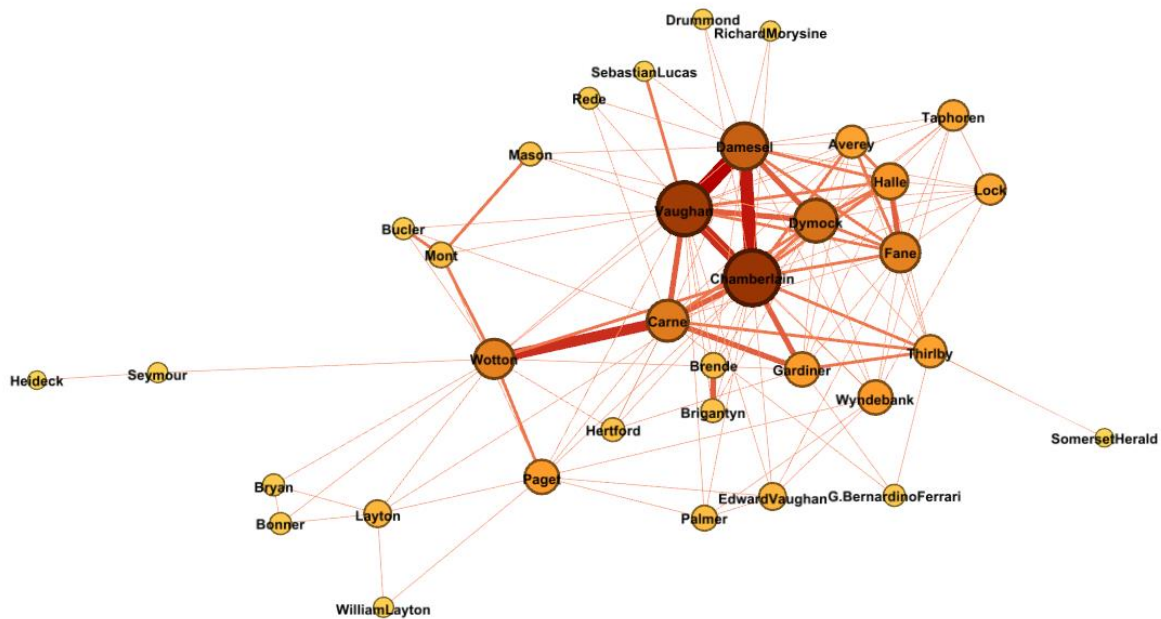 Drummond
RichardMorysine
SebastianLucas
Rede
Taphoren
Damesel
Averey
Mason
Halle
Lock
Vaughan
Dymock
Bucler
Mont
Fane
Chamberlain
Carne
Thirlby
Wotton
Brende
Gardiner
Seymour
Heideck
Wyndebank
Brigantyn
Hertford
SomersetHerald
Paget
Bryan
EdwardVaughan
G.BernardinoFerrari
Layton
Palmer
Bonner
WilliamLayton